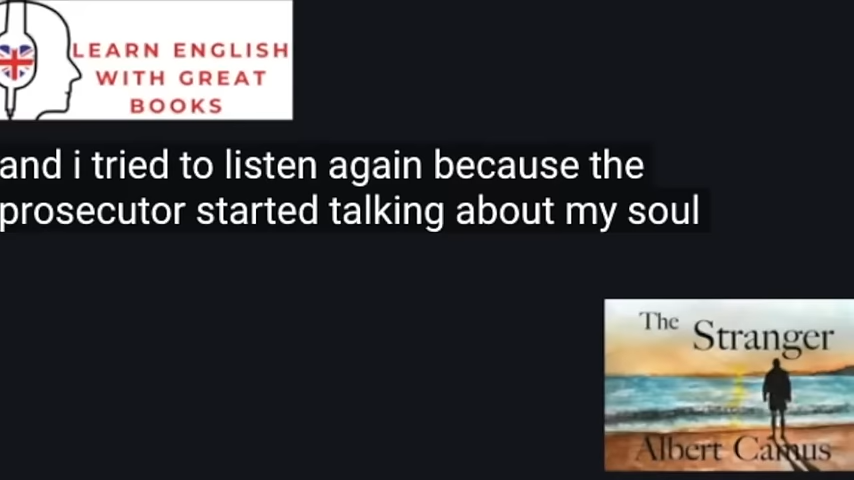 LEARN ENGLISH
WITH GREAT
BOOKS
and i tried to listen again because the
prosecutor started talking about my soul
The Stranger
Albert Camus